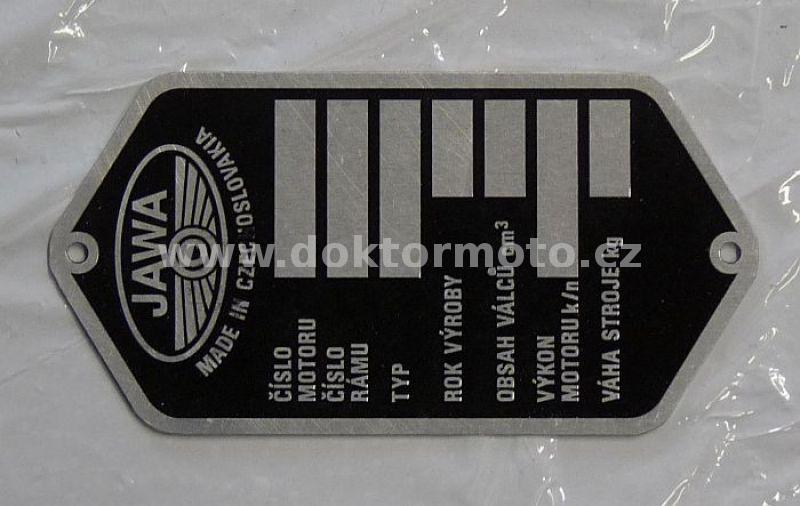 JAWA
MADE IN CZECHOSLOVAKIA
ČÍSLO
MOTORU
ČÍSLO
RÁMU
TYP
ROK VÝROBY
OBSAH VÁLCŮ cm³
VÝKON
MOTORU k/n
VÁHA STROJE kg
www.doktormoto.cz